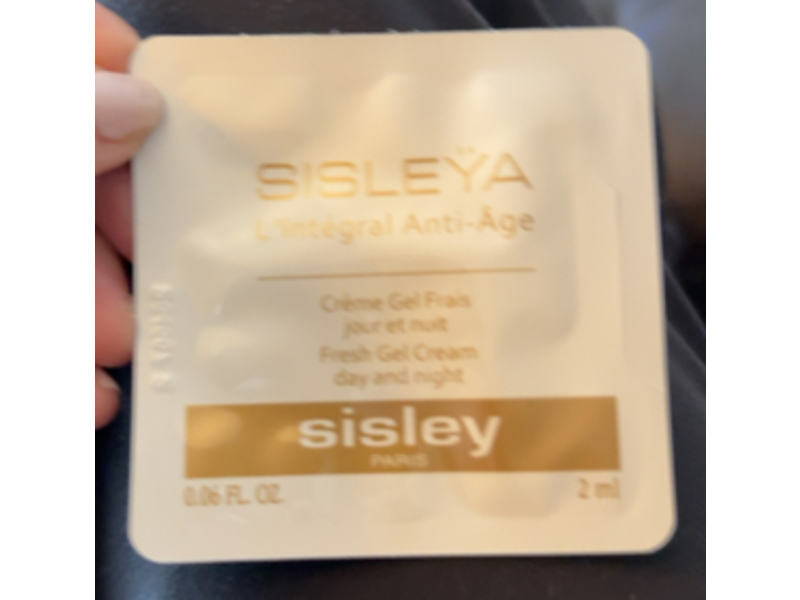 SISLEŸA
L'Intégral Anti-Âge
Crème Gel Frais
jour et nuit
Fresh Gel Cream
day and night
sisley
PARIS
0.06 FL. OZ.
2 ml